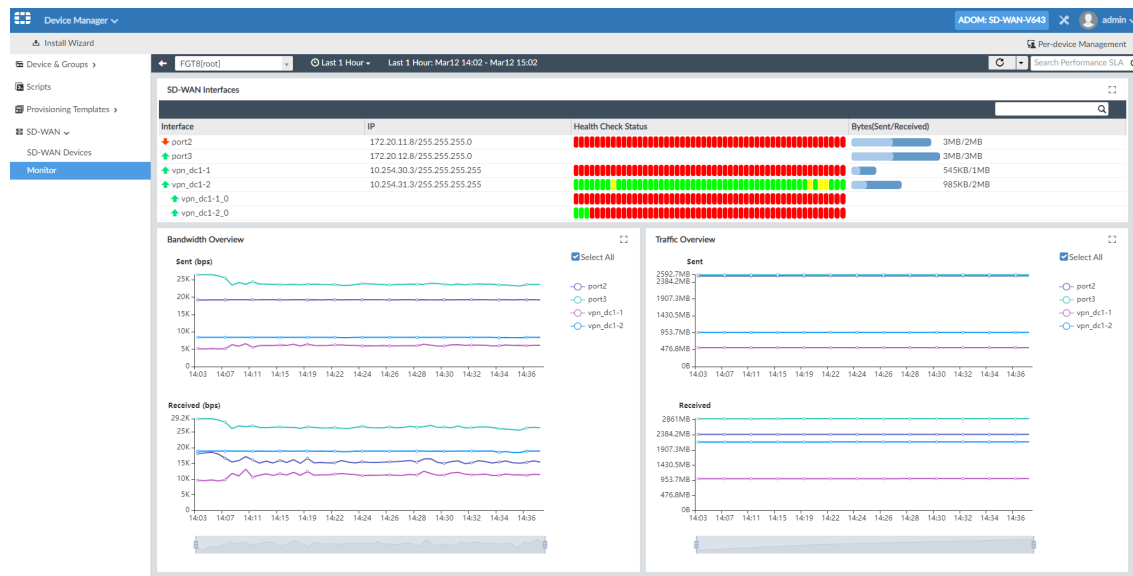 Device Manager
ADOM: SD-WAN-V643
admin
Install Wizard
Per-device Management
Device & Groups
Scripts
Provisioning Templates
SD-WAN
SD-WAN Devices
Monitor
FGT8[root]
Last 1 Hour
Last 1 Hour: Mar12 14:02 - Mar12 15:02
Search Performance SLA
SD-WAN Interfaces
Interface IP Health Check Status Bytes(Sent/Received)
port2 172.20.11.8/255.255.255.0 3MB/2MB
port3 172.20.12.8/255.255.255.0 3MB/3MB
vpn_dc1-1 10.254.30.3/255.255.255.255 545KB/1MB
vpn_dc1-2 10.254.31.3/255.255.255.255 985KB/2MB
vpn_dc1-1_0
vpn_dc1-2_0
Bandwidth Overview
Select All
Sent (bps)
25K
20K
15K
10K
5K
0
14:03 14:07 14:11 14:15 14:19 14:22 14:24 14:26 14:28 14:30 14:32 14:34 14:36
port2
port3
vpn_dc1-1
vpn_dc1-2
Received (bps)
29.2K
25K
20K
15K
10K
5K
0
14:03 14:07 14:11 14:15 14:19 14:22 14:24 14:26 14:28 14:30 14:32 14:34 14:36
Traffic Overview
Select All
Sent
2592.7MB
2384.2MB
1907.3MB
1430.5MB
953.7MB
476.8MB
0B
14:03 14:07 14:11 14:15 14:19 14:22 14:24 14:26 14:28 14:30 14:32 14:34 14:36
port2
port3
vpn_dc1-1
vpn_dc1-2
Received
2861MB
2384.2MB
1907.3MB
1430.5MB
953.7MB
476.8MB
0B
14:03 14:07 14:11 14:15 14:19 14:22 14:24 14:26 14:28 14:30 14:32 14:34 14:36